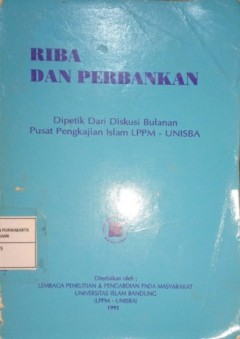 RIBA
DAN PERBANKAN
Dipetik Dari Diskusi Bulanan
Pusat Pengkajian Islam LPPM - UNISBA
Diterbitkan oleh :
LEMBAGA PENELITIAN & PENGABDIAN PADA MASYARAKAT
UNIVERSITAS ISLAM BANDUNG
(LPPM - UNISBA)